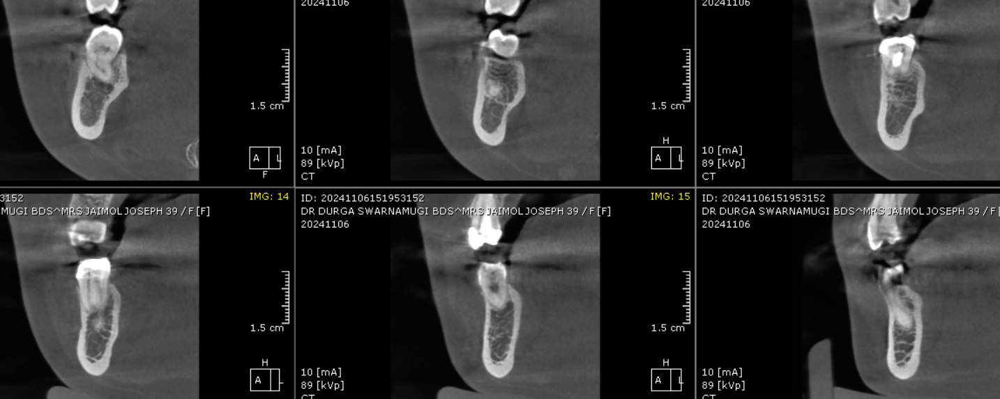 20241106
20241106
1.5 cm
1.5 cm
A L
F
10 [mA]
89 [kVp]
CT
H
A L
10 [mA]
89 [kVp]
CT
3152
IMG: 14
MUGI BDS^MRS JAIMOL JOSEPH 39 / F [F]
ID: 20241106151953152
IMG: 15
DR DURGA SWARNAMUGI BDS^MRS JAIMOL JOSEPH 39 / F [F]
20241106
ID: 20241106151953152
DR DURGA SWARNAMUGI BDS^MRS JAIMOL JOSEPH 39 / F
20241106
1.5 cm
1.5 cm
H
A
10 [mA]
89 [kVp]
CT
H
A L
10 [mA]
89 [kVp]
CT